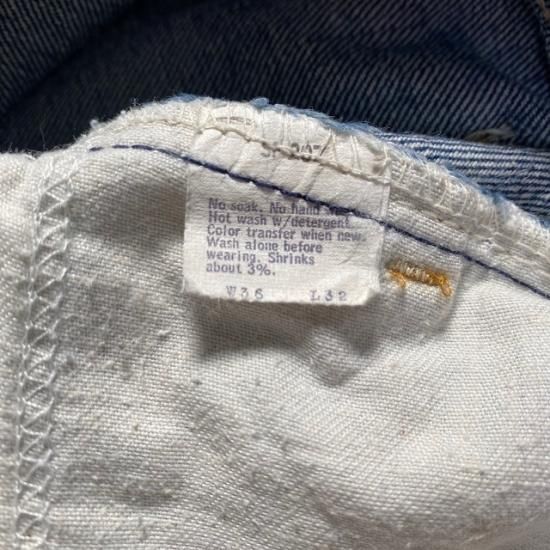 No soak. No hand
Hot wash w/detergent.
Color transfer when new.
Wash alone before
wearing. Shrinks
about 3%.
W36 L32